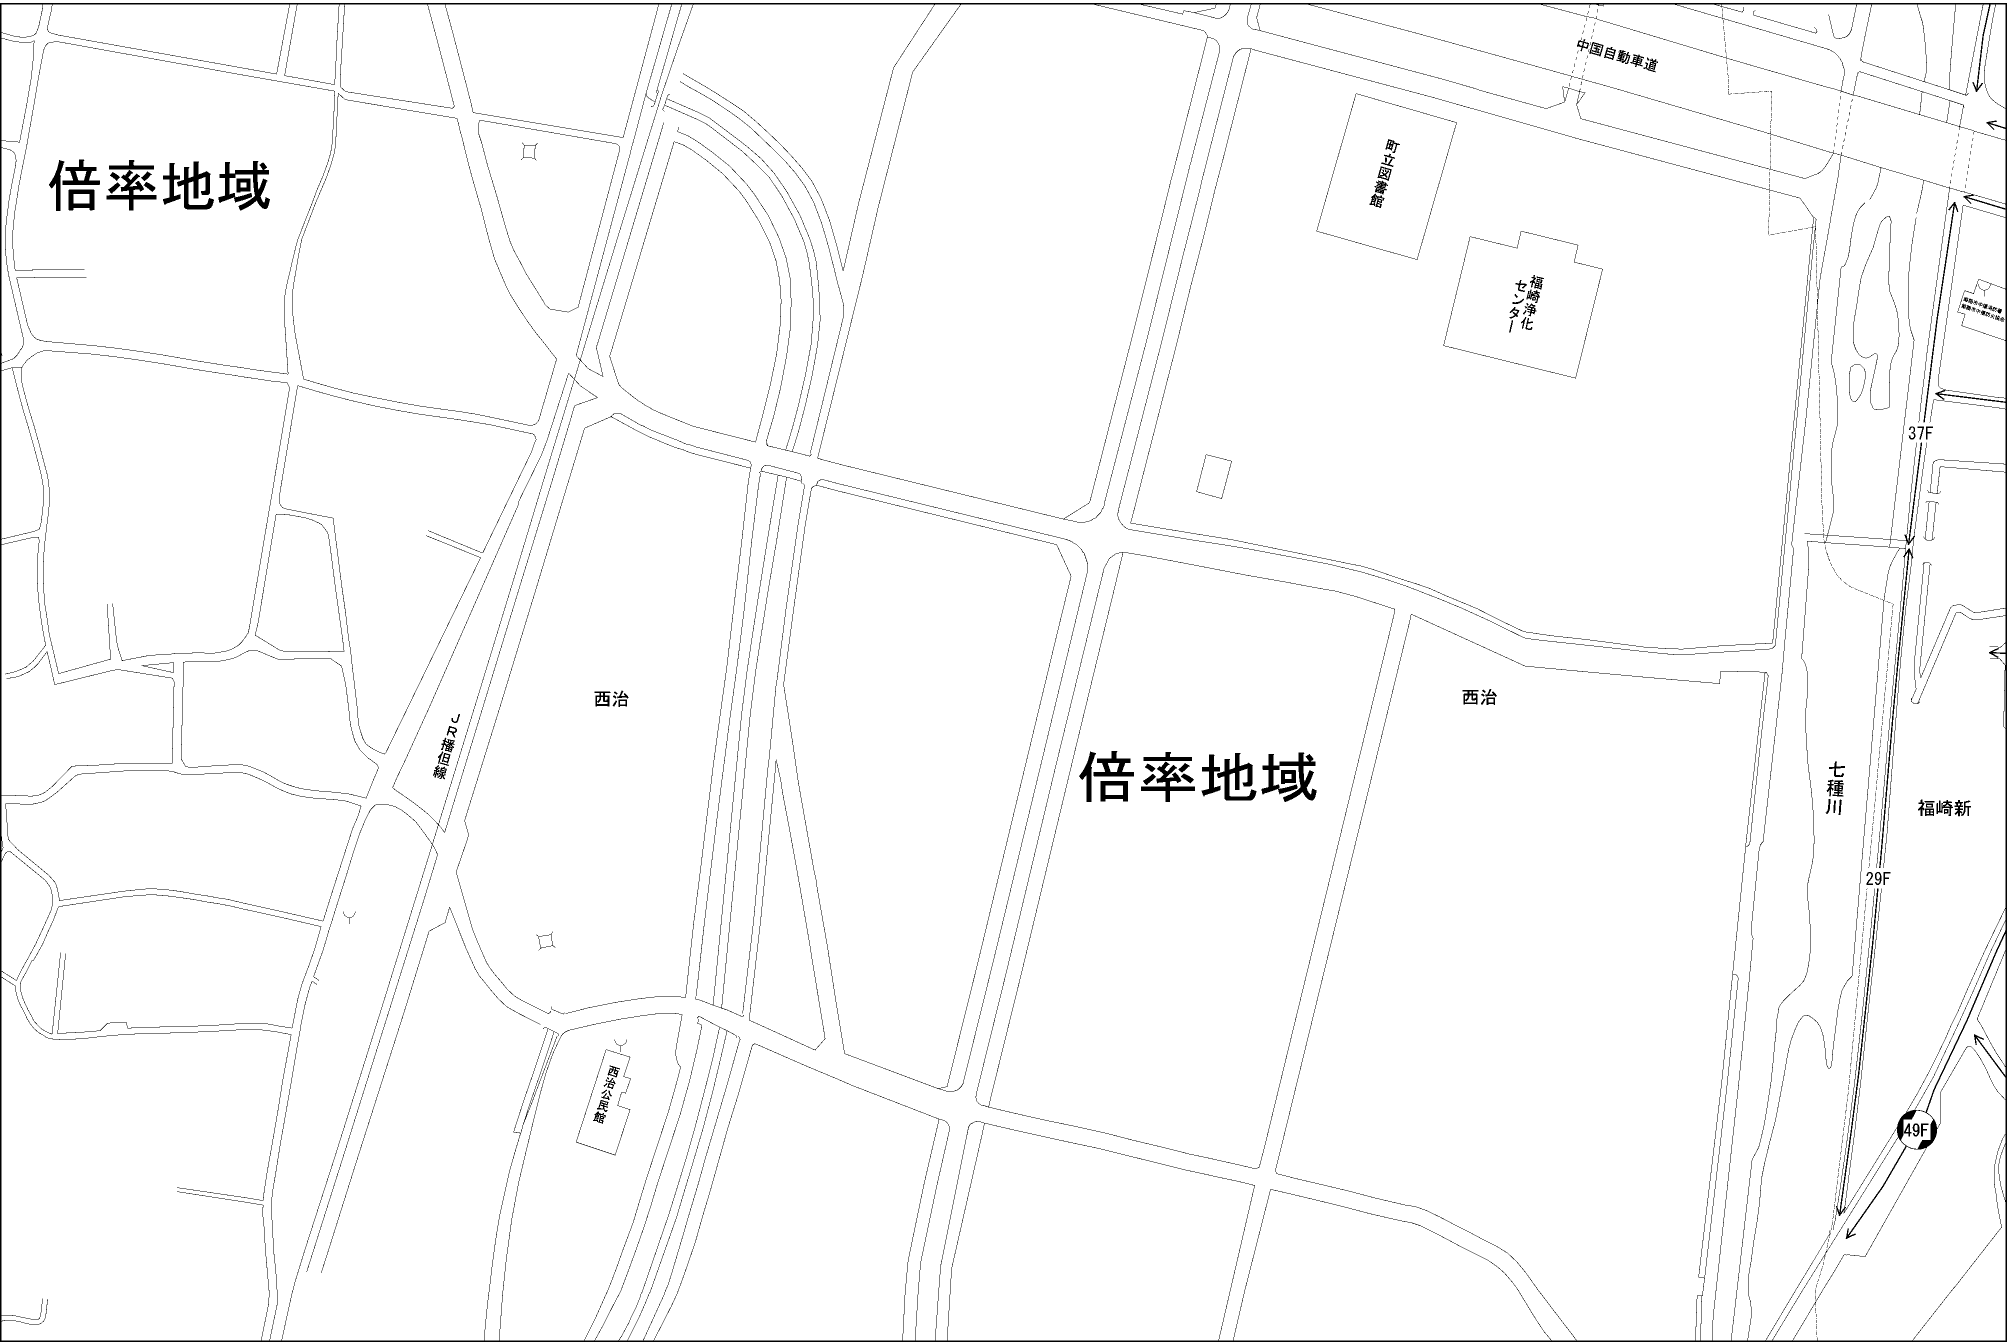 中国自動車道
町立図書館
倍率地域
福崎浄化
センター
37F
西治
西治
JR播但線
倍率地域
七種川
福崎新
29F
西治公民館
49F